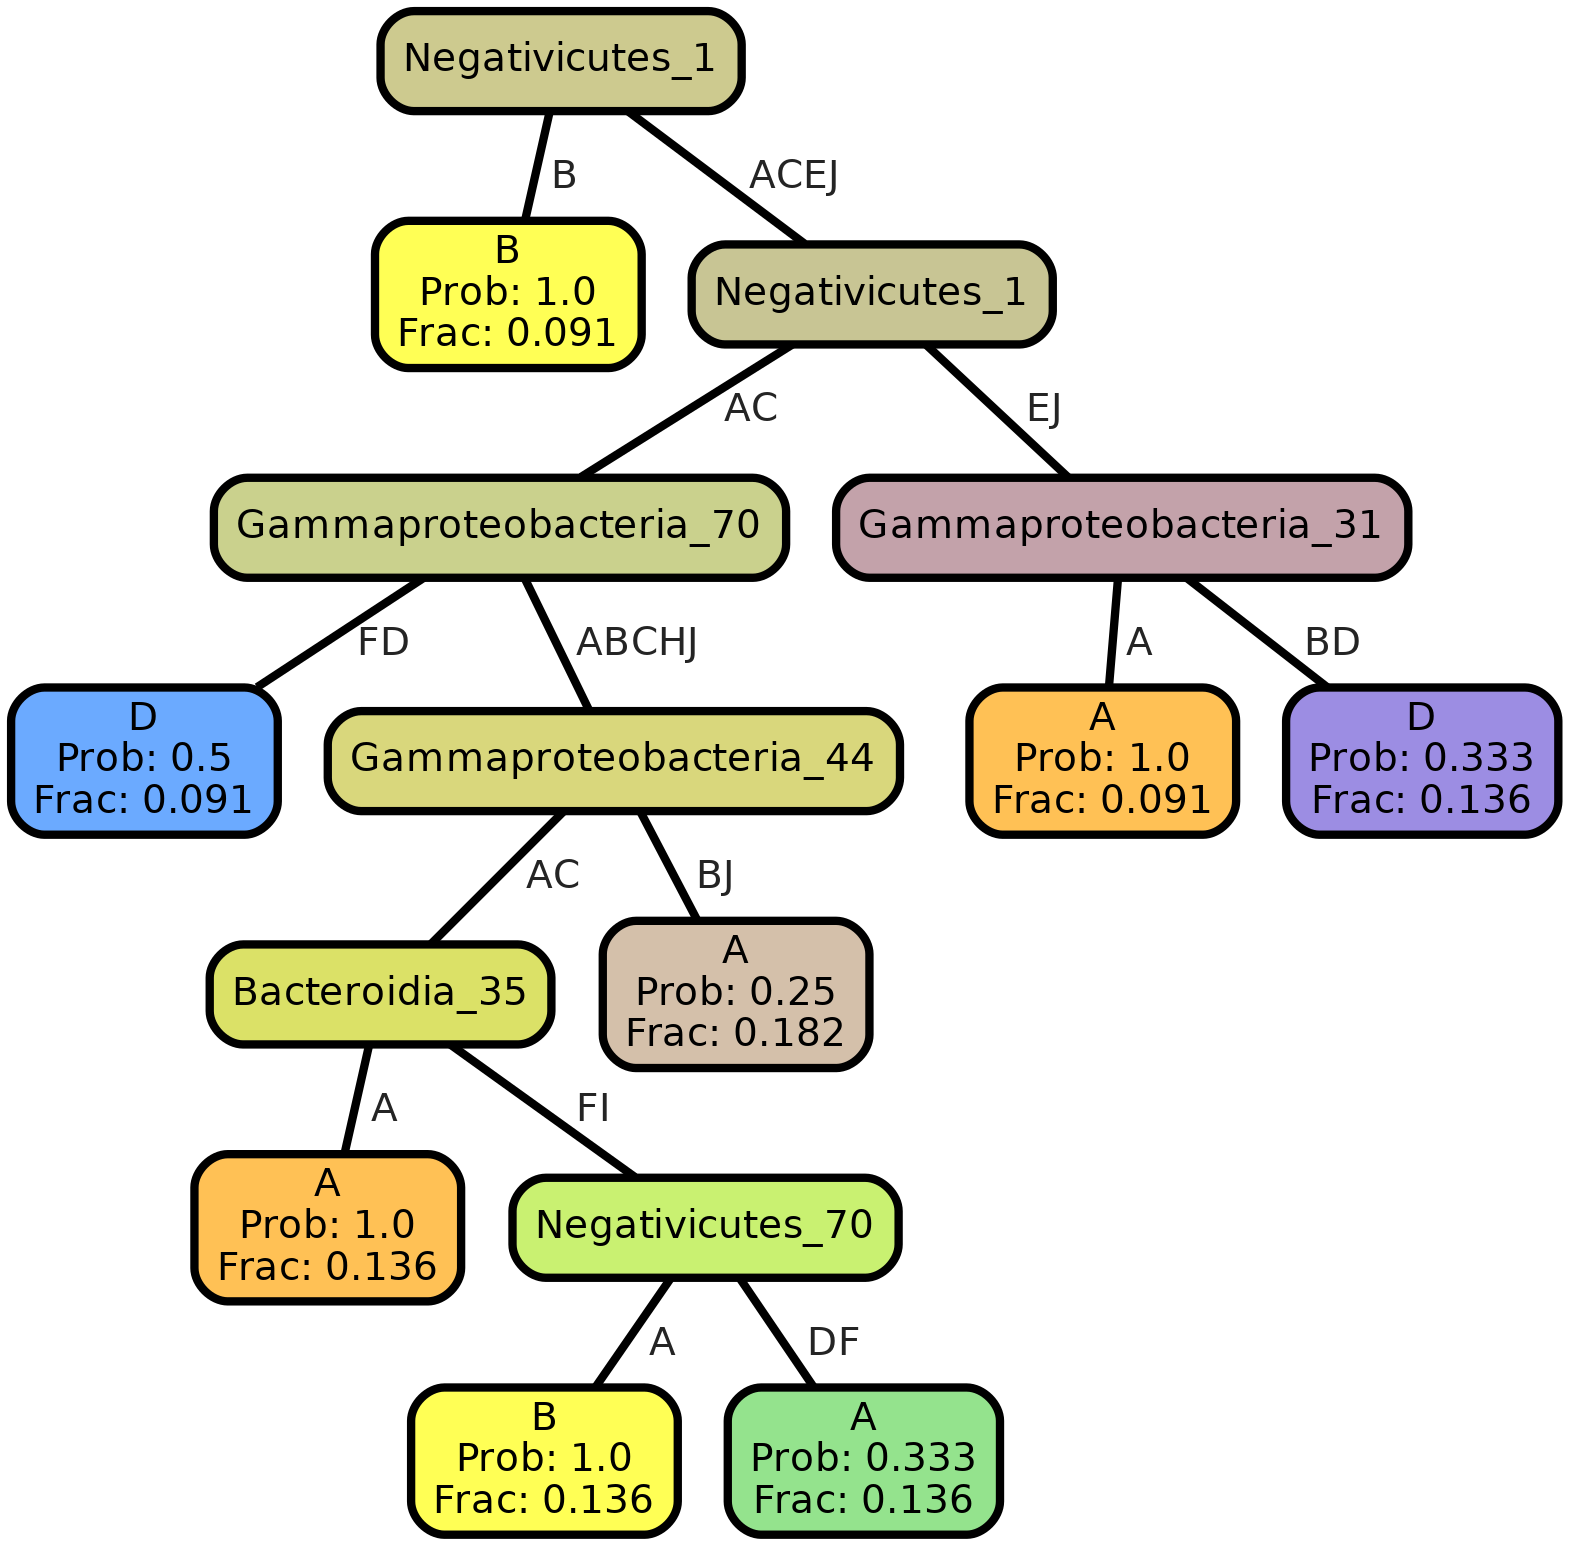 Negativicutes_1
B
ACEJ
B
Prob: 1.0
Frac: 0.091
Negativicutes_1
AC
EJ
Gammaproteobacteria_70
Gammaproteobacteria_31
FD
ABCHJ
A
BD
D
Prob: 0.5
Frac: 0.091
Gammaproteobacteria_44
A
Prob: 1.0
Frac: 0.091
D
Prob: 0.333
Frac: 0.136
AC
BJ
Bacteroidia_35
A
Prob: 0.25
Frac: 0.182
A
FI
A
Prob: 1.0
Frac: 0.136
Negativicutes_70
A
DF
B
Prob: 1.0
Frac: 0.136
A
Prob: 0.333
Frac: 0.136